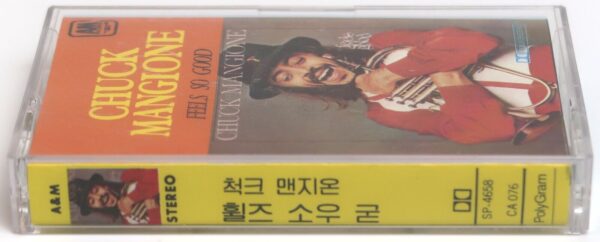 A&M
CHUCK
MANGIONE
FEELS SO GOOD
CHUCK MANGIONE
A&M
STEREO
척크 맨지온
휠즈 소우 굳
SP-4658
CA 076
PolyGram